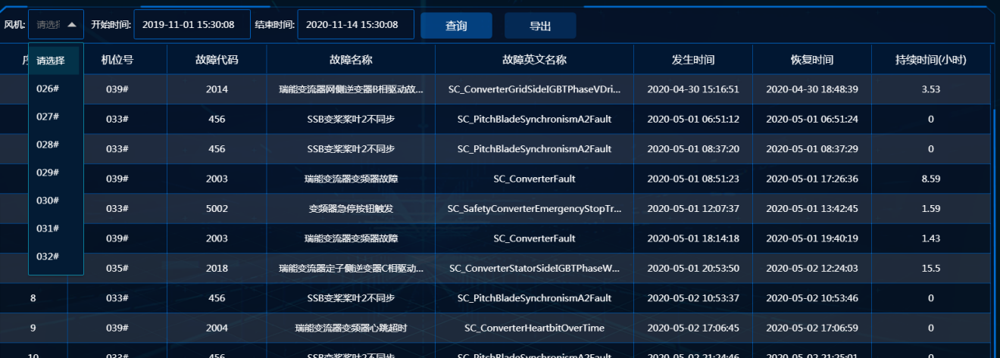 风机: 请选择 开始时间: 2019-11-01 15:30:08 结束时间: 2020-11-14 15:30:08 查询 导出
请选择 机位号 故障代码 故障名称 故障英文名称 发生时间 恢复时间 持续时间(小时)
026# 039# 2014 瑞能变流器网侧逆变器B相驱动故... SC_ConverterGridSideIGBTPhaseVDri... 2020-04-30 15:16:51 2020-04-30 18:48:39 3.53
027# 033# 456 SSB变桨桨叶2不同步 SC_PitchBladeSynchronismA2Fault 2020-05-01 06:51:12 2020-05-01 06:51:24 0
028# 033# 456 SSB变桨桨叶2不同步 SC_PitchBladeSynchronismA2Fault 2020-05-01 08:37:20 2020-05-01 08:37:29 0
029# 039# 2003 瑞能变流器变频器故障 SC_ConverterFault 2020-05-01 08:51:23 2020-05-01 17:26:36 8.59
030# 033# 5002 变频器急停按钮触发 SC_SafetyConverterEmergencyStopTr... 2020-05-01 12:07:37 2020-05-01 13:42:45 1.59
031# 039# 2003 瑞能变流器变频器故障 SC_ConverterFault 2020-05-01 18:14:18 2020-05-01 19:40:19 1.43
032# 035# 2018 瑞能变流器定子侧逆变器C相驱动... SC_ConverterStatorSideIGBTPhaseW... 2020-05-01 20:53:50 2020-05-02 12:24:03 15.5
8 033# 456 SSB变桨桨叶2不同步 SC_PitchBladeSynchronismA2Fault 2020-05-02 10:53:37 2020-05-02 10:53:46 0
9 039# 2004 瑞能变流器变频器心跳超时 SC_ConverterHeartbitOverTime 2020-05-02 17:06:45 2020-05-02 17:06:59 0
10 033# 456 SSB变桨桨叶2不同步 SC_PitchBladeSynchronismA2Fault 2020-05-02 21:24:46 2020-05-02 21:25:01 0